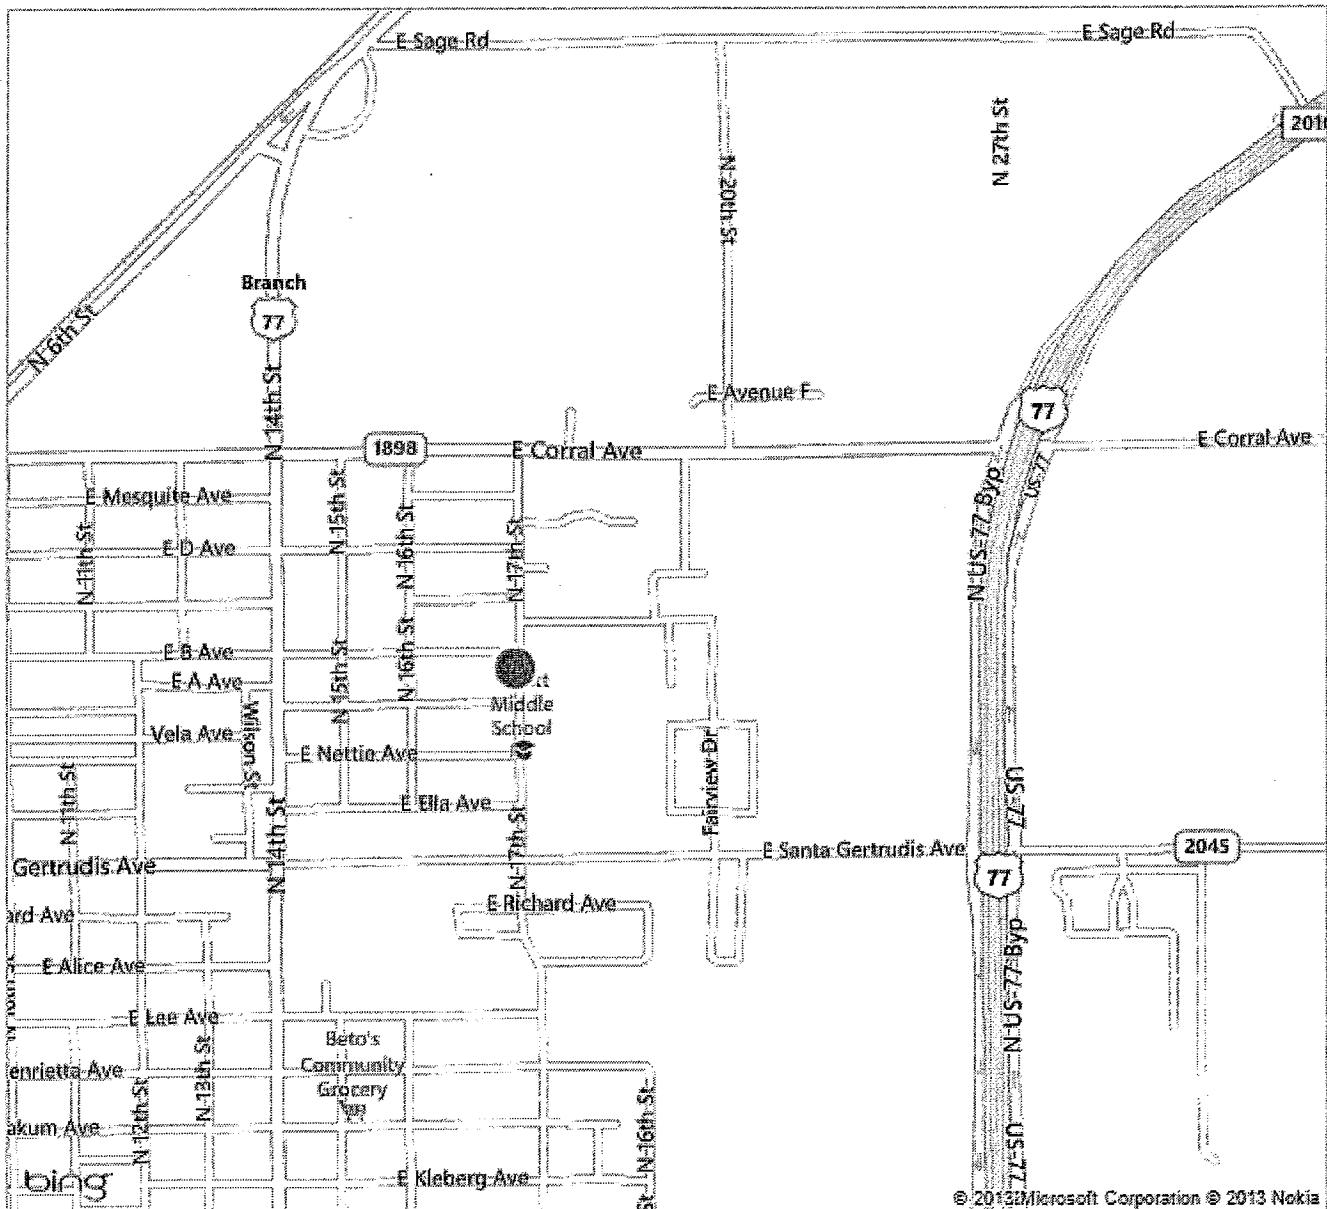 E Sage Rd
E Sage Rd
2010
N 27th St
N 20th St
Branch
77
N 6th St
N 14th St
E Avenue F
77
1898
E Corral Ave
E Corral Ave
US-77
N US-77 Byp
E Mesquite Ave
N 15th St
N 16th St
N 17th St
N 11th St
E D Ave
E B Ave
N 15th St
N 16th St
E A Ave
Middle
School
Wilson St
Vela Ave
E Nettie Ave
Fairview Dr
N 11th St
N 14th St
E Ella Ave
N 17th St
US-77
Gertrudis Ave
E Santa Gertrudis Ave
2045
77
ard Ave
E Richard Ave
N US-77 Byp
E Alice Ave
N 10th St
E Lee Ave
Beto's
Community
Grocery
enrietta Ave
N 13th St
N 12th St
akum Ave
N 16th St
US-77
bing
E Kleberg Ave
St
© 2013 Microsoft Corporation © 2013 Nokia